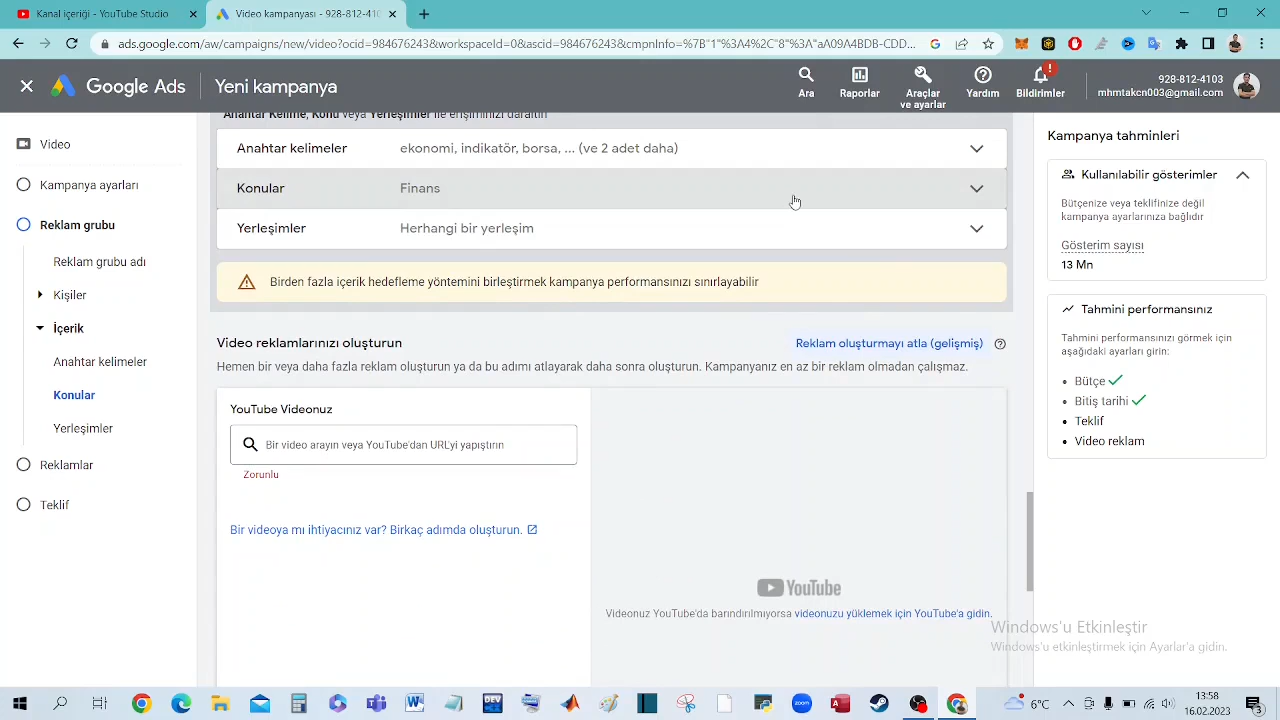 Kanal içeriği - YouTube Studio
Video kampanyası - 928-812-410
ads.google.com/aw/campaigns/new/video?ocid=984676243&workspaceId=0&ascid=984676243&cmpnInfo=%7B"1"%3A4%2C"8"%3A"aA09A4BDB-CDD...
Google Ads
Yeni kampanya
Ara
Raporlar
Araçlar
ve ayarlar
Yardım
Bildirimler
928-812-4103
mhmtakcn003@gmail.com
Video
Kampanya ayarları
Reklam grubu
Reklam grubu adı
Kişiler
İçerik
Anahtar kelimeler
Konular
Yerleşimler
Reklamlar
Teklif
Anahtar Kelime, Konu veya Yerleşimler ile erişiminizi daraltın
Anahtar kelimeler ekonomi, indikatör, borsa, ... (ve 2 adet daha)
Konular Finans
Yerleşimler Herhangi bir yerleşim
Birden fazla içerik hedefleme yöntemini birleştirmek kampanya performansınızı sınırlayabilir
Video reklamlarınızı oluşturun
Reklam oluşturmayı atla (gelişmiş)
Hemen bir veya daha fazla reklam oluşturun ya da bu adımı atlayarak daha sonra oluşturun. Kampanyanız en az bir reklam olmadan çalışmaz.
YouTube Videonuz
Bir video arayın veya YouTube'dan URL'yi yapıştırın
Zorunlu
Bir videoya mı ihtiyacınız var? Birkaç adımda oluşturun.
YouTube
Videonuz YouTube'da barındırılmıyorsa videonuzu yüklemek için YouTube'a gidin.
Kampanya tahminleri
Kullanılabilir gösterimler
Bütçenize veya teklifinize değil
kampanya ayarlarınıza bağlıdır
Gösterim sayısı
13 Mn
Tahmini performansınız
Tahmini performansınızı görmek için
aşağıdaki ayarları girin:
Bütçe
Bitiş tarihi
Teklif
Video reklam
Windows'u Etkinleştir
Windows'u etkinleştirmek için Ayarlar'a gidin.
DEV
zoom
6°C
13:58
16.02.2023
3